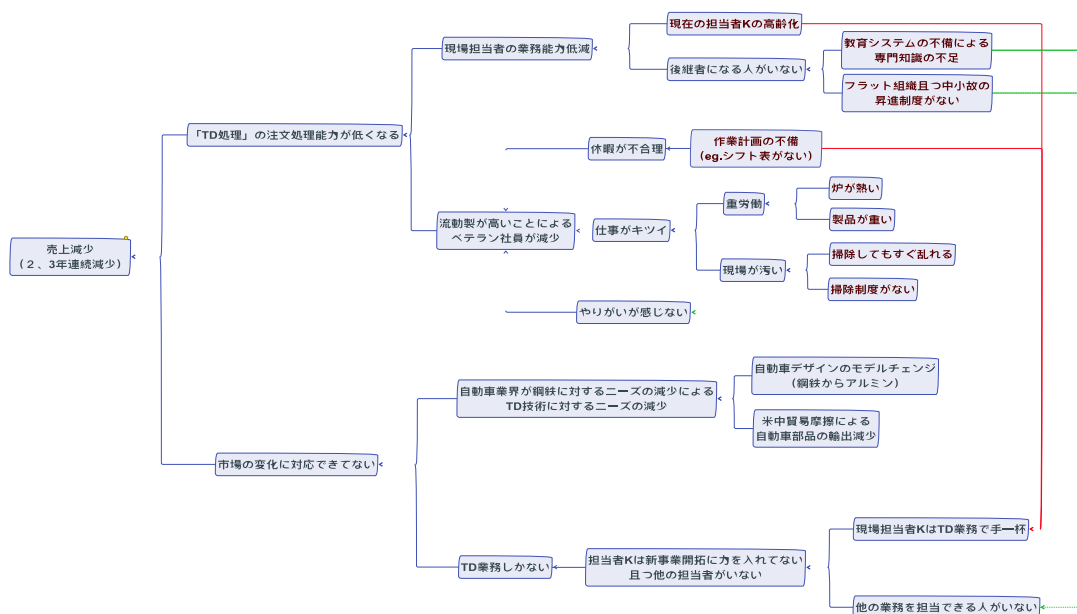 現在の担当者Kの高齢化
現場担当者の業務能力低減
教育システムの不備による
専門知識の不足
後継者になる人がいない
フラット組織且つ中小故の
昇進制度がない
「TD処理」の注文処理能力が低くなる
休暇が不合理
作業計画の不備
（eg.シフト表がない）
炉が熱い
重労働
製品が重い
流動製が高いことによる
ベテラン社員が減少
仕事がキツイ
売上減少
（２、3年連続減少）
掃除してもすぐ乱れる
現場が汚い
掃除制度がない
やりがいが感じない
自動車デザインのモデルチェンジ
（鋼鉄からアルミン）
自動車業界が鋼鉄に対するニーズの減少による
TD技術に対するニーズの減少
米中貿易摩擦による
自動車部品の輸出減少
市場の変化に対応できてない
現場担当者KはTD業務で手一杯
TD業務しかない
担当者Kは新事業開拓に力を入れてない
且つ他の担当者がいない
他の業務を担当できる人がいない